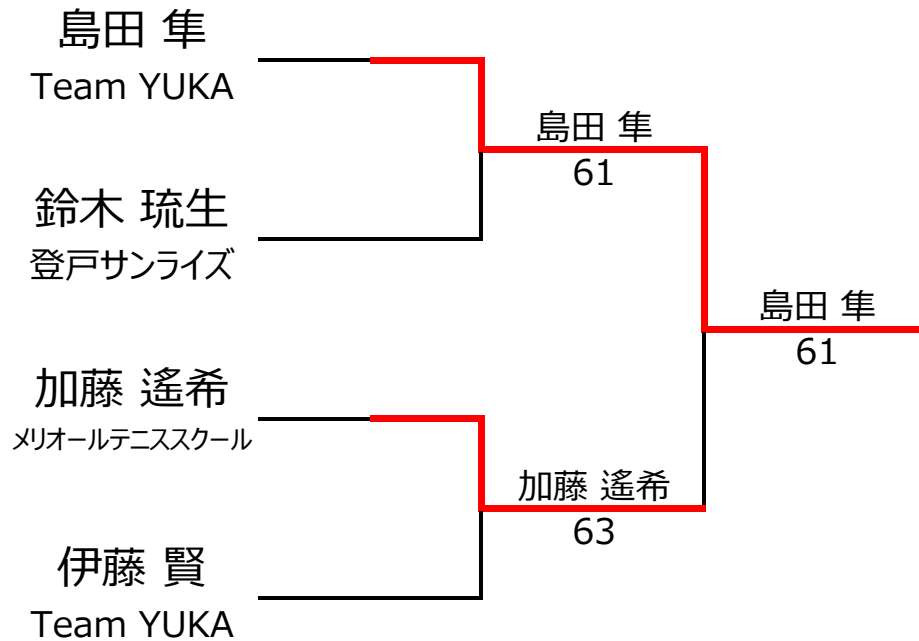 島田 隼
Team YUKA
島田 隼
61
鈴木 琉生
登戸サンライズ
島田 隼
61
加藤 遙希
メリオールテニススクール
加藤 遙希
63
伊藤 賢
Team YUKA